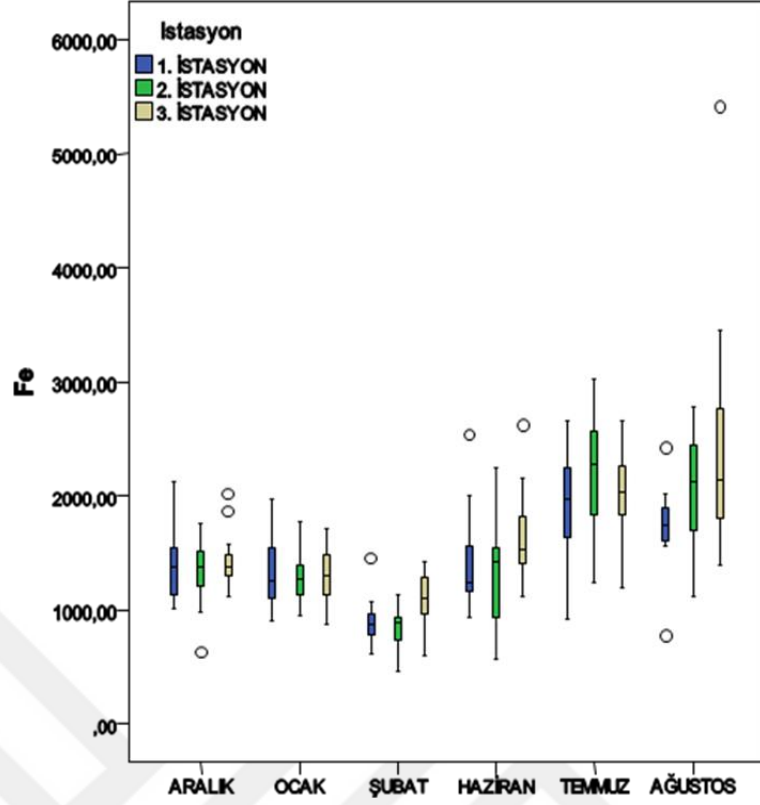 İstasyon
1. İSTASYON
2. İSTASYON
3. İSTASYON
6000,00
5000,00
4000,00
3000,00
2000,00
1000,00
,00
Fe
ARALIK OCAK ŞUBAT HAZİRAN TEMMUZ AĞUSTOS